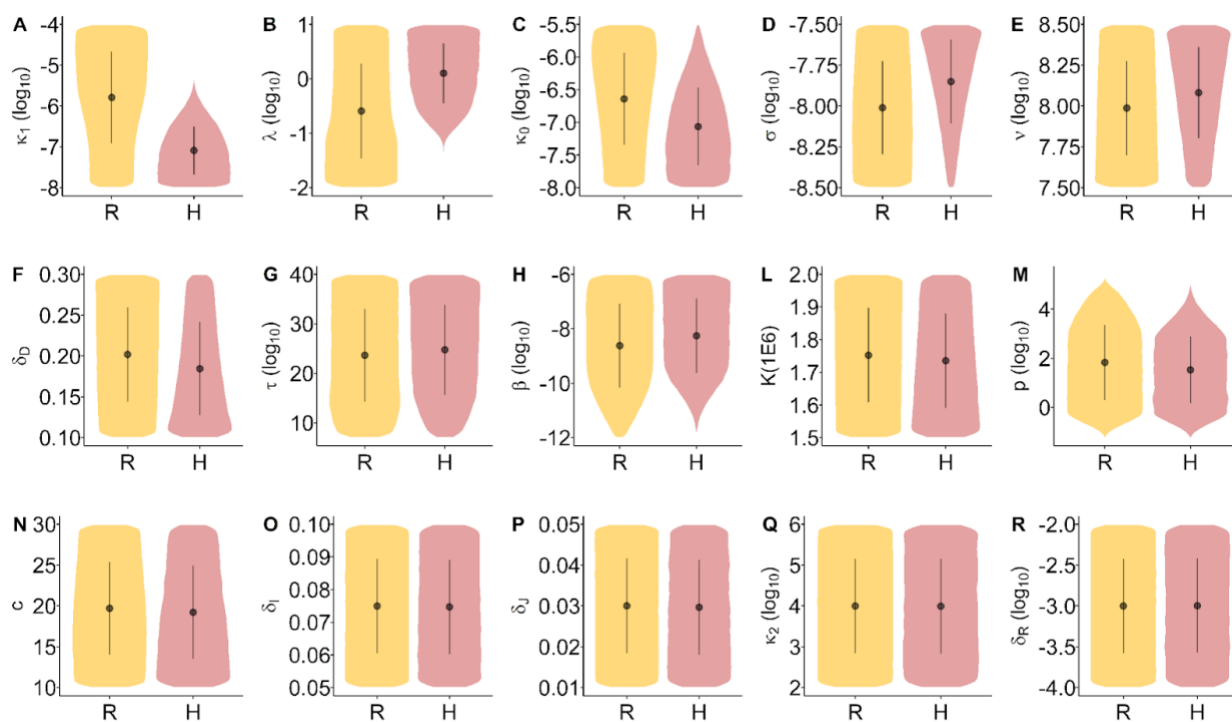 A
κ₁ (log₁₀)
-4
-5
-6
-7
-8
R H
B
λ (log₁₀)
1
0
-1
-2
R H
C
κ₀ (log₁₀)
-5.5
-6.0
-6.5
-7.0
-7.5
-8.0
R H
D
σ (log₁₀)
-7.50
-7.75
-8.00
-8.25
-8.50
R H
E
ν (log₁₀)
8.50
8.25
8.00
7.75
7.50
R H
F
δD
0.30
0.25
0.20
0.15
0.10
R H
G
τ (log₁₀)
40
30
20
10
R H
H
β (log₁₀)
-6
-8
-10
-12
R H
L
K(1E6)
2.0
1.9
1.8
1.7
1.6
1.5
R H
M
p (log₁₀)
4
2
0
R H
N
c
30
25
20
15
10
R H
O
δI
0.10
0.09
0.08
0.07
0.06
0.05
R H
P
δJ
0.05
0.04
0.03
0.02
0.01
R H
Q
κ₂ (log₁₀)
6
5
4
3
2
R H
R
δR (log₁₀)
-2.0
-2.5
-3.0
-3.5
-4.0
R H